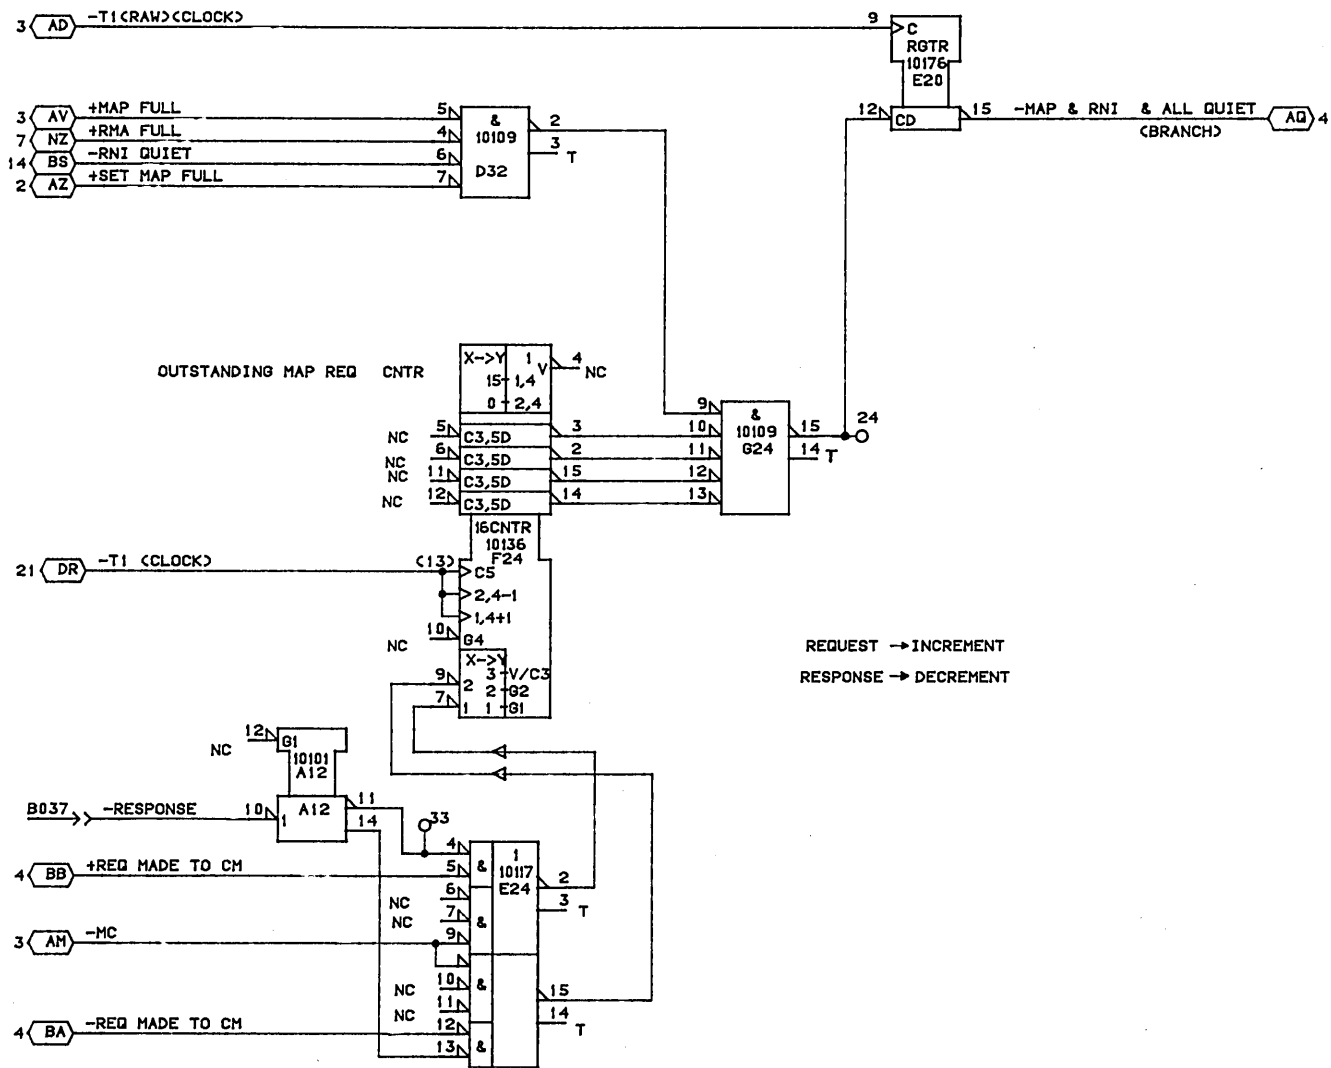 3 AD -T1(RAW)(CLOCK) 9 C
RGTR
10176
E20
12 CD 15 -MAP & RNI & ALL QUIET AQ 4
(BRANCH)
3 AV +MAP FULL 5
7 NZ +RMA FULL 4
14 BS -RNI QUIET 6
2 AZ +SET MAP FULL 7
& 2
10109 3 T
D32
OUTSTANDING MAP REQ CNTR
X->Y 1 4
V NC
15 1,4
0 2,4
NC 5 C3,5D 3
NC 6 C3,5D 2
NC 11 C3,5D 15
NC 12 C3,5D 14
9
10
11
12
13
&
10109
G24
15 24
14 T
16CNTR
10136
F24
21 DR -T1 (CLOCK) (13) C5
2,4-1
1,4+1
NC 10 G4
X->Y
9 2 3 V/C3
2 G2
7 1 1 G1
REQUEST → INCREMENT
RESPONSE → DECREMENT
NC 12 G1
10101
A12
B037 -RESPONSE 10 1 A12 11
14
33
4 BB +REQ MADE TO CM
4
5 &
NC 6
NC 7 &
3 AM -MC 9
NC 10 &
NC 11
4 BA -REQ MADE TO CM 12
13 &
1
10117
E24
2
3 T
15
14 T